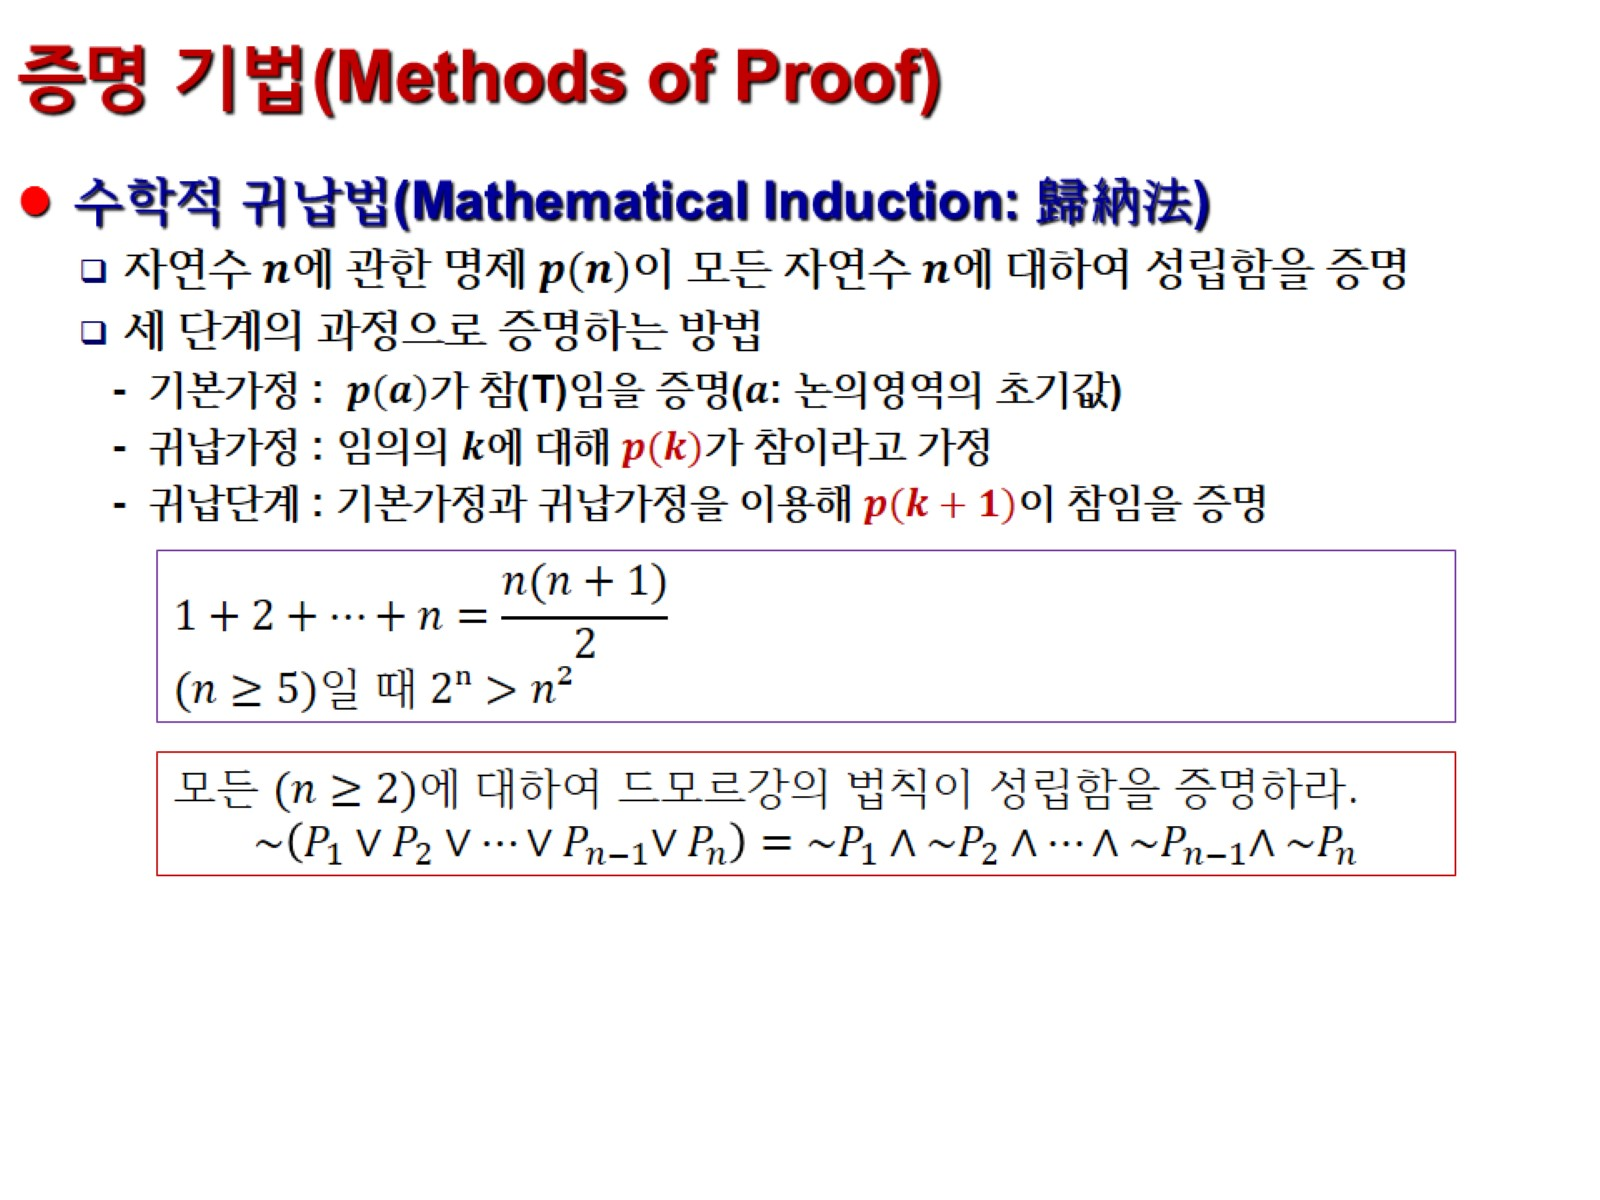 증명 기법(Methods of Proof)
● 수학적 귀납법(Mathematical Induction: 歸納法)
❑ 자연수 n에 관한 명제 p(n)이 모든 자연수 n에 대하여 성립함을 증명
❑ 세 단계의 과정으로 증명하는 방법
- 기본가정 : p(a)가 참(T)임을 증명(a: 논의영역의 초기값)
- 귀납가정 : 임의의 k에 대해 p(k)가 참이라고 가정
- 귀납단계 : 기본가정과 귀납가정을 이용해 p(k + 1)이 참임을 증명
1 + 2 + ⋯ + n = n(n + 1)/2
(n ≥ 5)일 때 2ⁿ > n²
모든 (n ≥ 2)에 대하여 드모르강의 법칙이 성립함을 증명하라.
~(P₁ ∨ P₂ ∨ ⋯ ∨ Pₙ₋₁∨ Pₙ) = ~P₁ ∧ ~P₂ ∧ ⋯ ∧ ~Pₙ₋₁∧ ~Pₙ